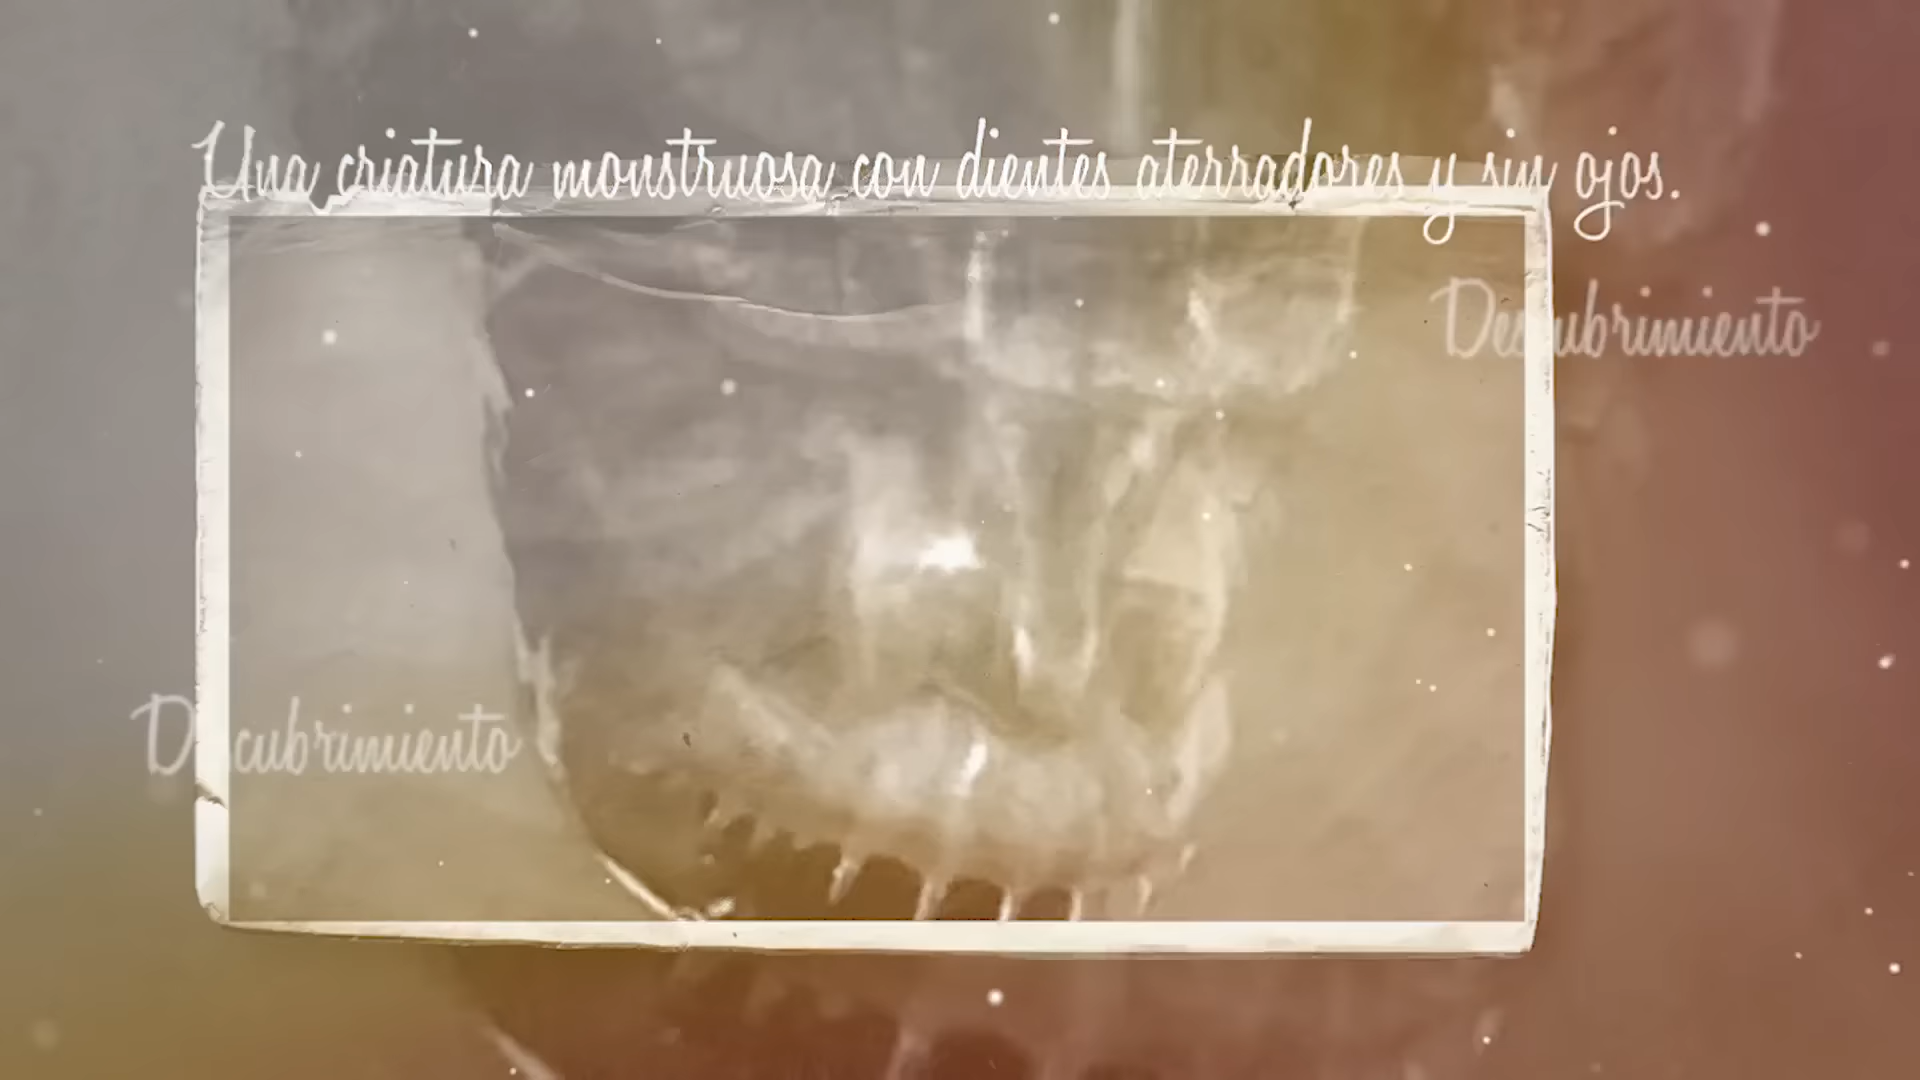 Una criatura monstruosa con dientes aterradores y sin ojos.
Descubrimiento
Descubrimiento